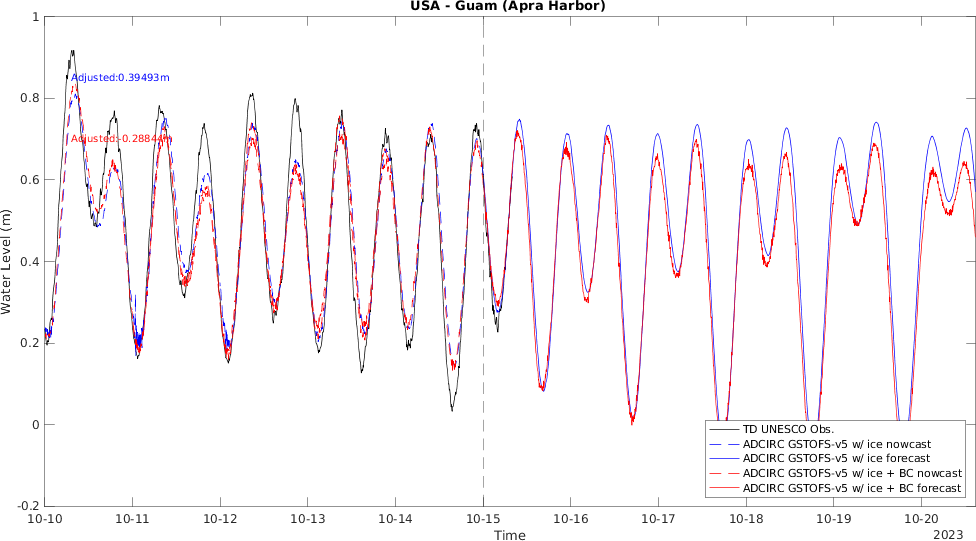 USA - Guam (Apra Harbor)
1
0.8
0.6
0.4
0.2
0
-0.2
Water Level (m)
Adjusted:0.39493m
Adjusted:-0.28844m
TD UNESCO Obs.
ADCIRC GSTOFS-v5 w/ ice nowcast
ADCIRC GSTOFS-v5 w/ ice forecast
ADCIRC GSTOFS-v5 w/ ice + BC nowcast
ADCIRC GSTOFS-v5 w/ ice + BC forecast
10-10 10-11 10-12 10-13 10-14 10-15 10-16 10-17 10-18 10-19 10-20
Time
2023